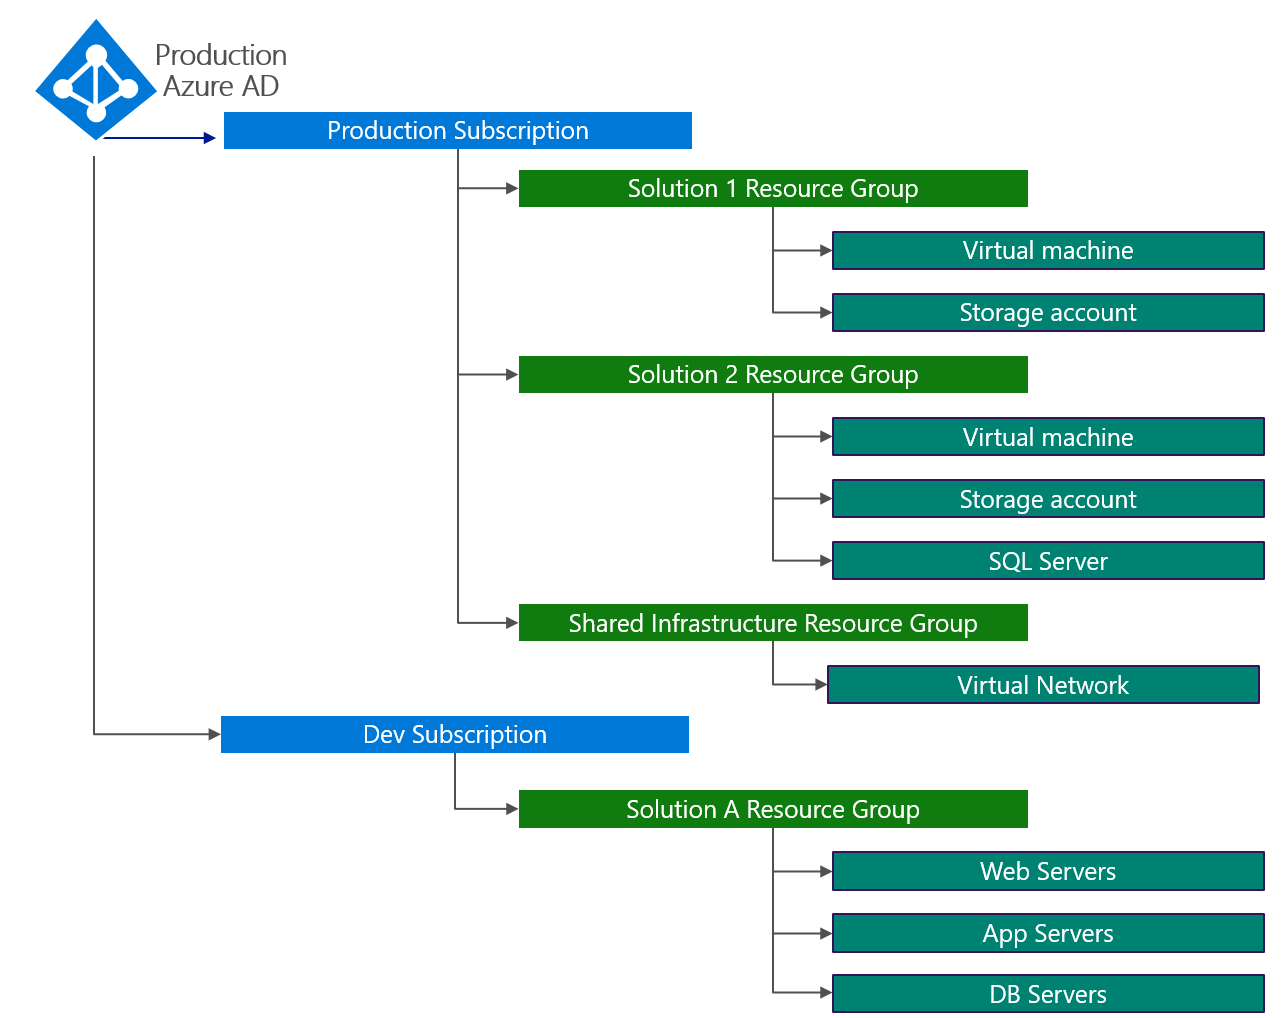 Production
Azure AD
Production Subscription
Solution 1 Resource Group
Virtual machine
Storage account
Solution 2 Resource Group
Virtual machine
Storage account
SQL Server
Shared Infrastructure Resource Group
Virtual Network
Dev Subscription
Solution A Resource Group
Web Servers
App Servers
DB Servers